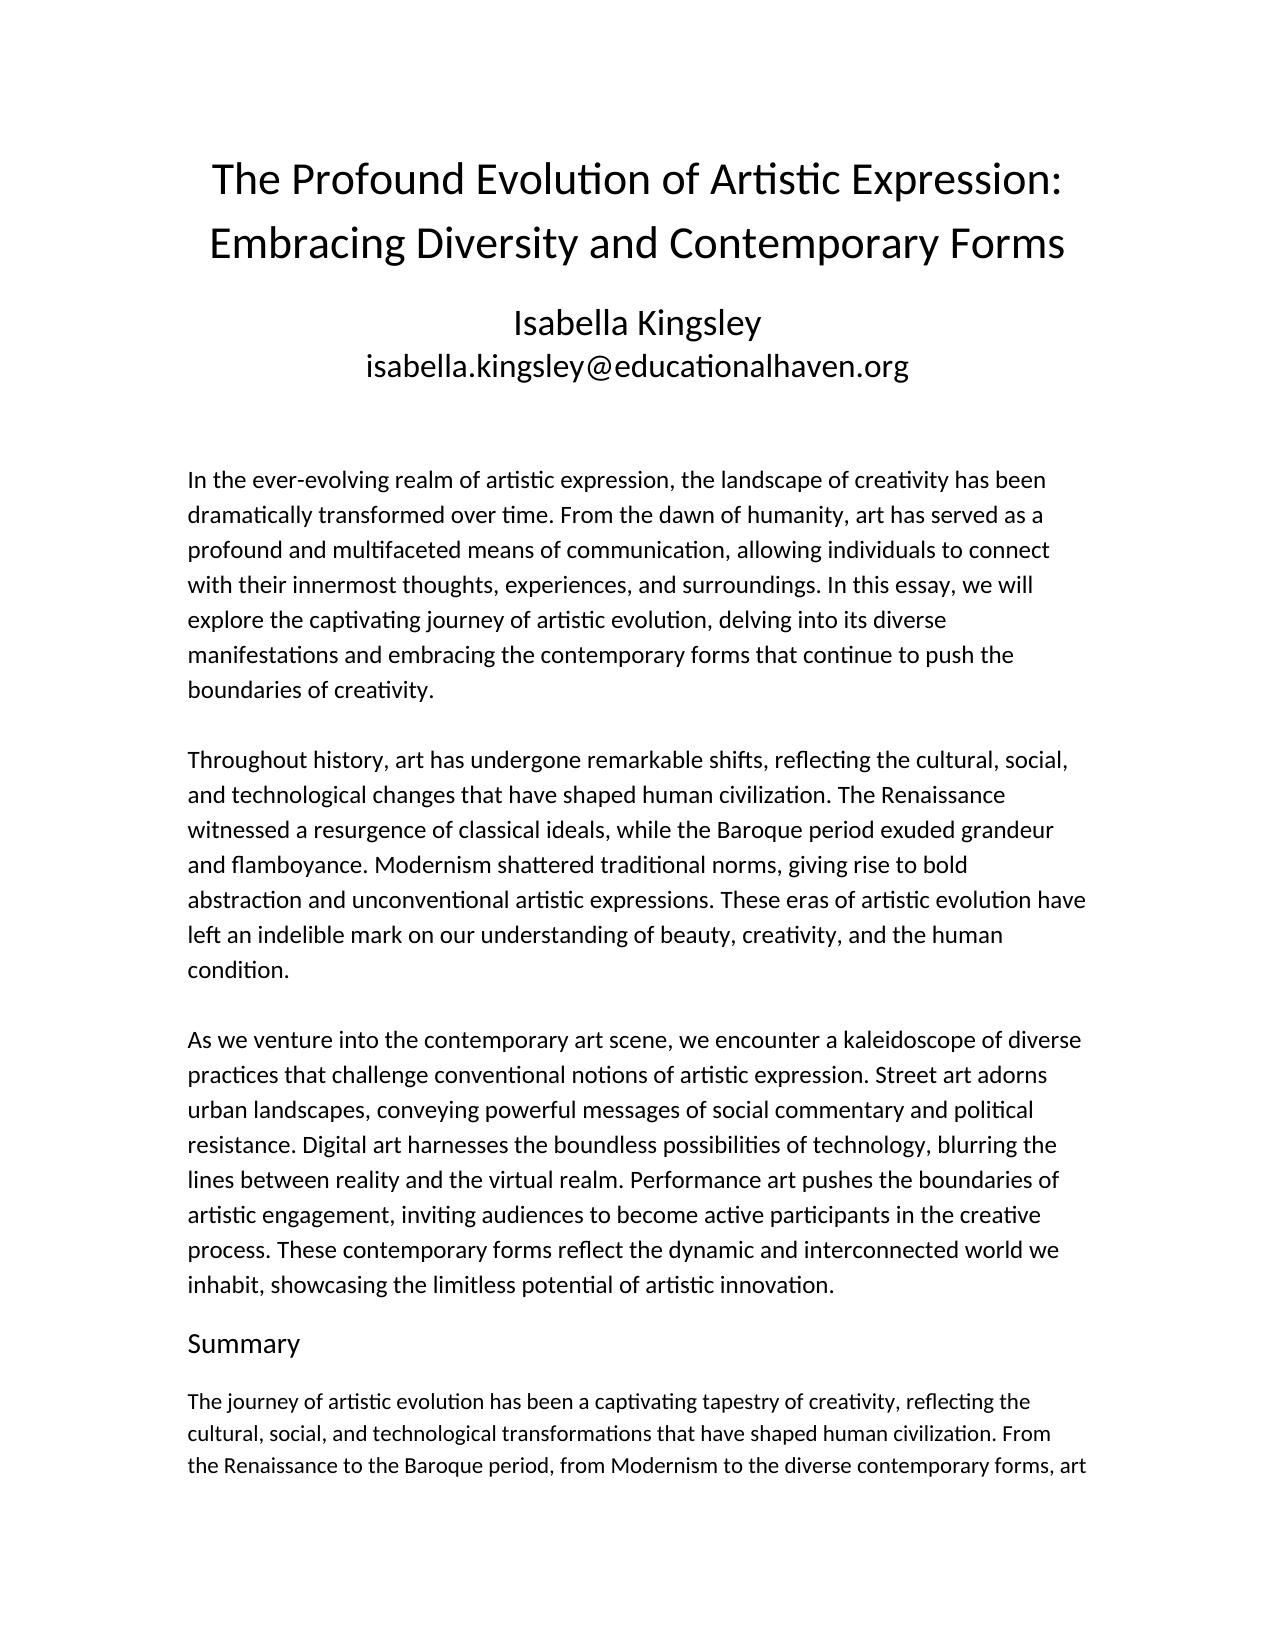 The Profound Evolution of Artistic Expression:
Embracing Diversity and Contemporary Forms
Isabella Kingsley
isabella.kingsley@educationalhaven.org
In the ever-evolving realm of artistic expression, the landscape of creativity has been
dramatically transformed over time. From the dawn of humanity, art has served as a
profound and multifaceted means of communication, allowing individuals to connect
with their innermost thoughts, experiences, and surroundings. In this essay, we will
explore the captivating journey of artistic evolution, delving into its diverse
manifestations and embracing the contemporary forms that continue to push the
boundaries of creativity.
Throughout history, art has undergone remarkable shifts, reflecting the cultural, social,
and technological changes that have shaped human civilization. The Renaissance
witnessed a resurgence of classical ideals, while the Baroque period exuded grandeur
and flamboyance. Modernism shattered traditional norms, giving rise to bold
abstraction and unconventional artistic expressions. These eras of artistic evolution have
left an indelible mark on our understanding of beauty, creativity, and the human
condition.
As we venture into the contemporary art scene, we encounter a kaleidoscope of diverse
practices that challenge conventional notions of artistic expression. Street art adorns
urban landscapes, conveying powerful messages of social commentary and political
resistance. Digital art harnesses the boundless possibilities of technology, blurring the
lines between reality and the virtual realm. Performance art pushes the boundaries of
artistic engagement, inviting audiences to become active participants in the creative
process. These contemporary forms reflect the dynamic and interconnected world we
inhabit, showcasing the limitless potential of artistic innovation.
Summary
The journey of artistic evolution has been a captivating tapestry of creativity, reflecting the
cultural, social, and technological transformations that have shaped human civilization. From
the Renaissance to the Baroque period, from Modernism to the diverse contemporary forms, art